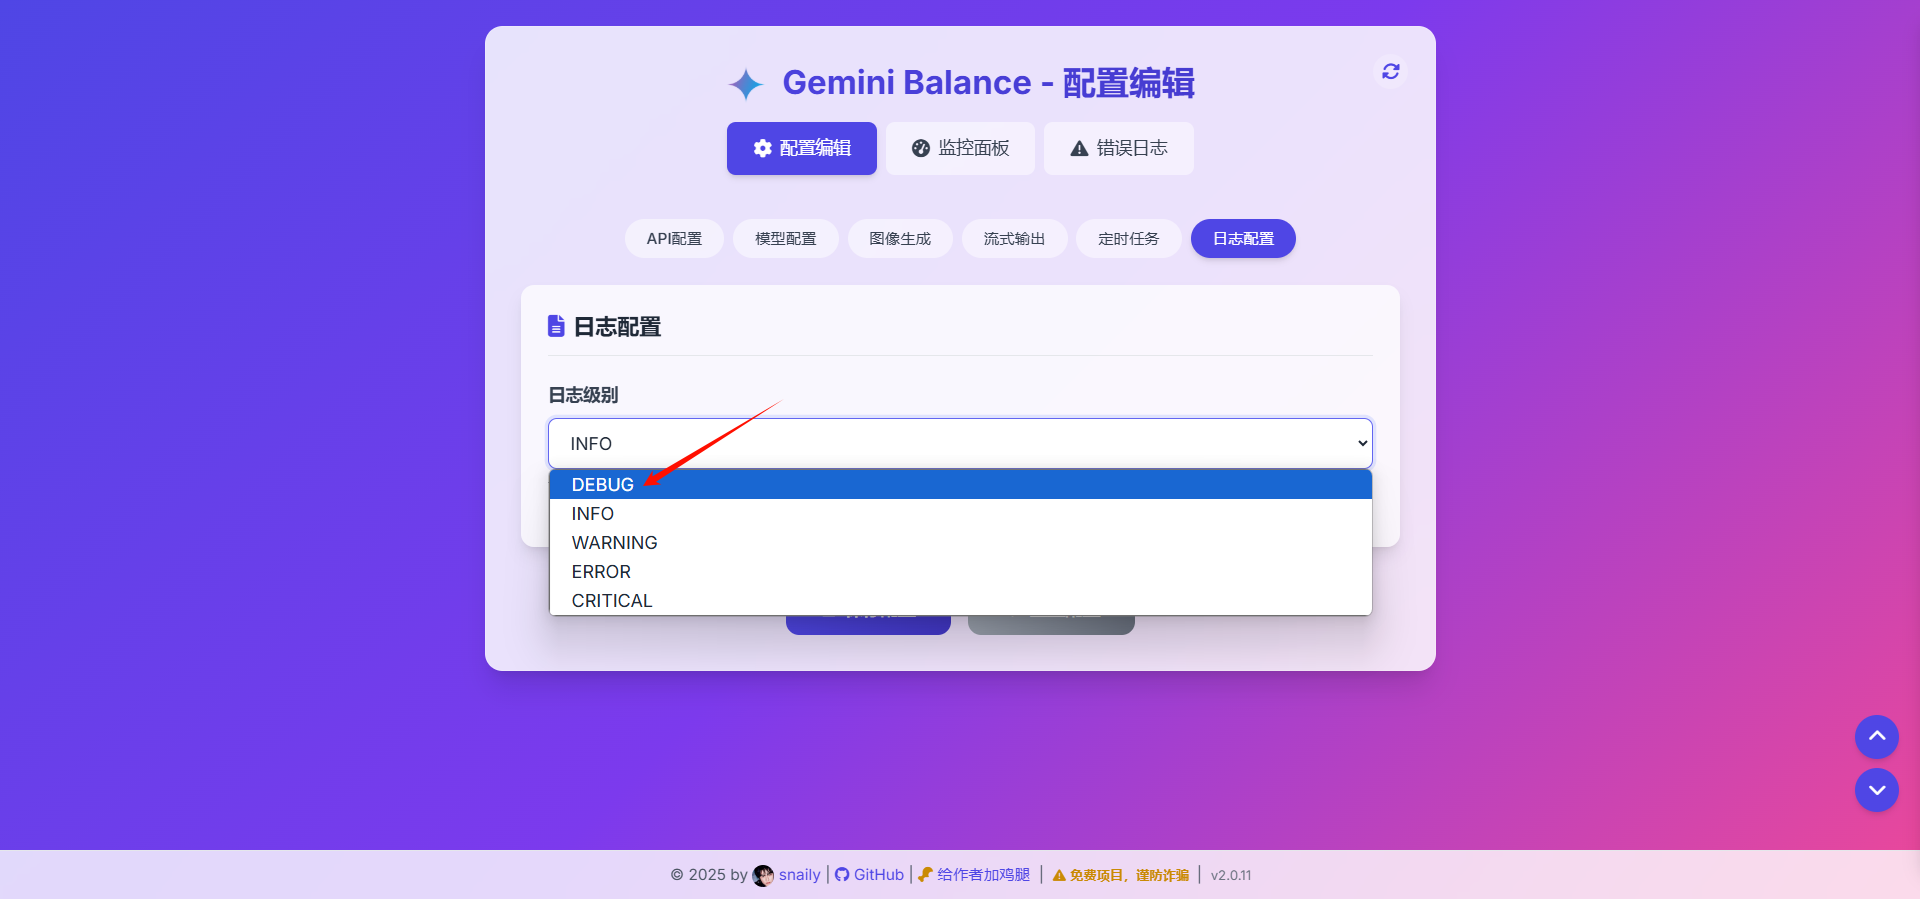 Gemini Balance - 配置编辑
配置编辑
监控面板
错误日志
API配置
模型配置
图像生成
流式输出
定时任务
日志配置
日志配置
日志级别
INFO
DEBUG
INFO
WARNING
ERROR
CRITICAL
© 2025 by snaily | GitHub | 给作者加鸡腿 | 免费项目，谨防诈骗 | v2.0.11